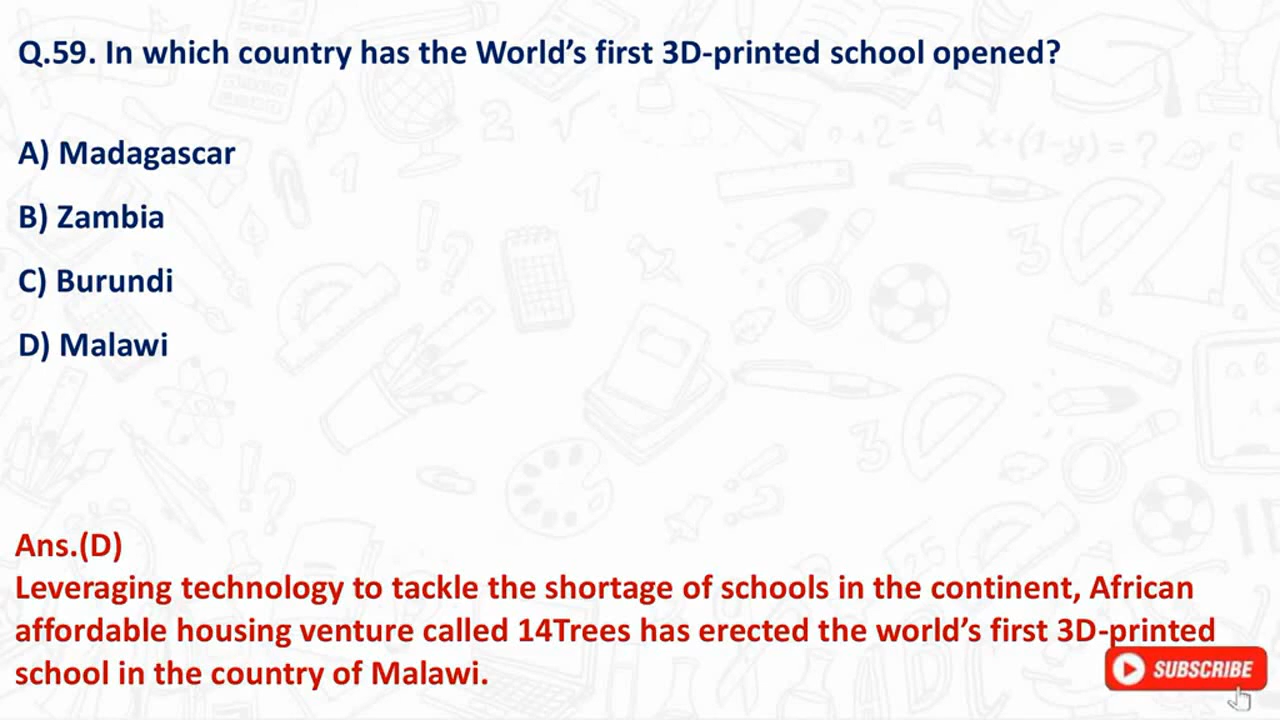 Q.59. In which country has the World’s first 3D-printed school opened?
A) Madagascar
B) Zambia
C) Burundi
D) Malawi
Ans.(D)
Leveraging technology to tackle the shortage of schools in the continent, African
affordable housing venture called 14Trees has erected the world’s first 3D-printed
school in the country of Malawi.
SUBSCRIBE